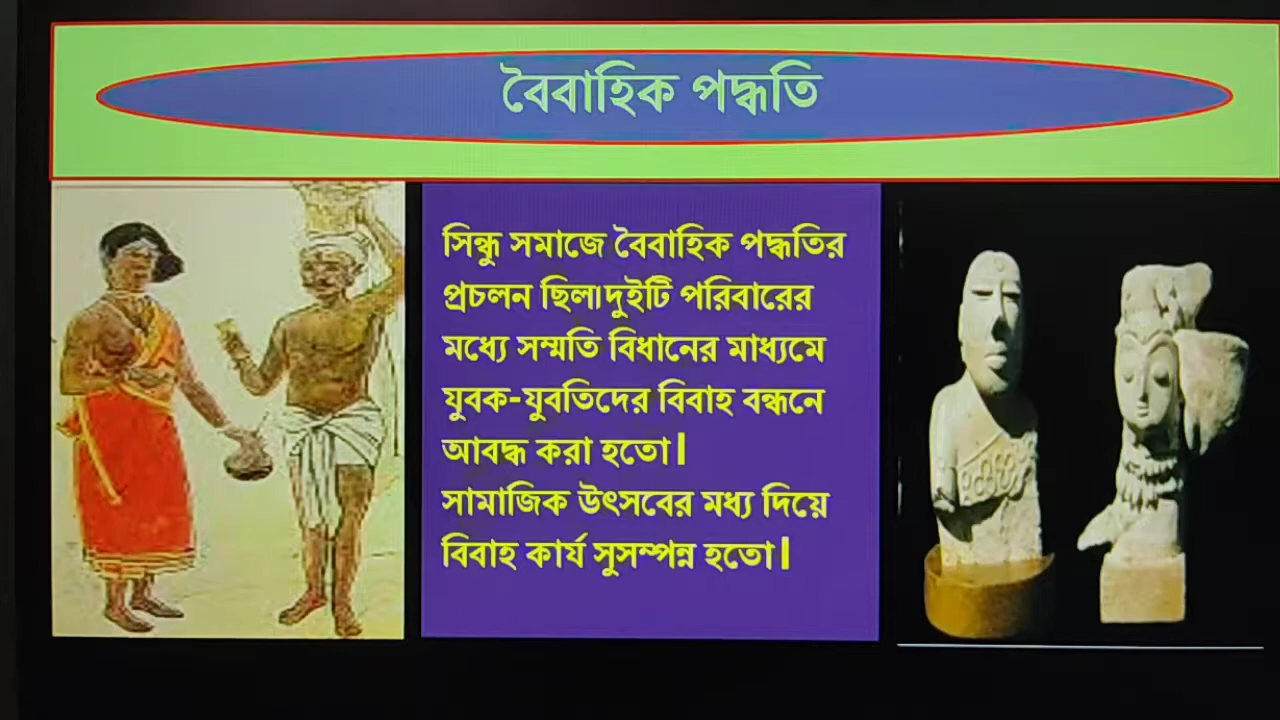 বৈবাহিক পদ্ধতি
সিন্ধু সমাজে বৈবাহিক পদ্ধতির
প্রচলন ছিল।দুইটি পরিবারের
মধ্যে সম্মতি বিধানের মাধ্যমে
যুবক-যুবতিদের বিবাহ বন্ধনে
আবদ্ধ করা হতো।
সামাজিক উৎসবের মধ্য দিয়ে
বিবাহ কার্য সুসম্পন্ন হতো।